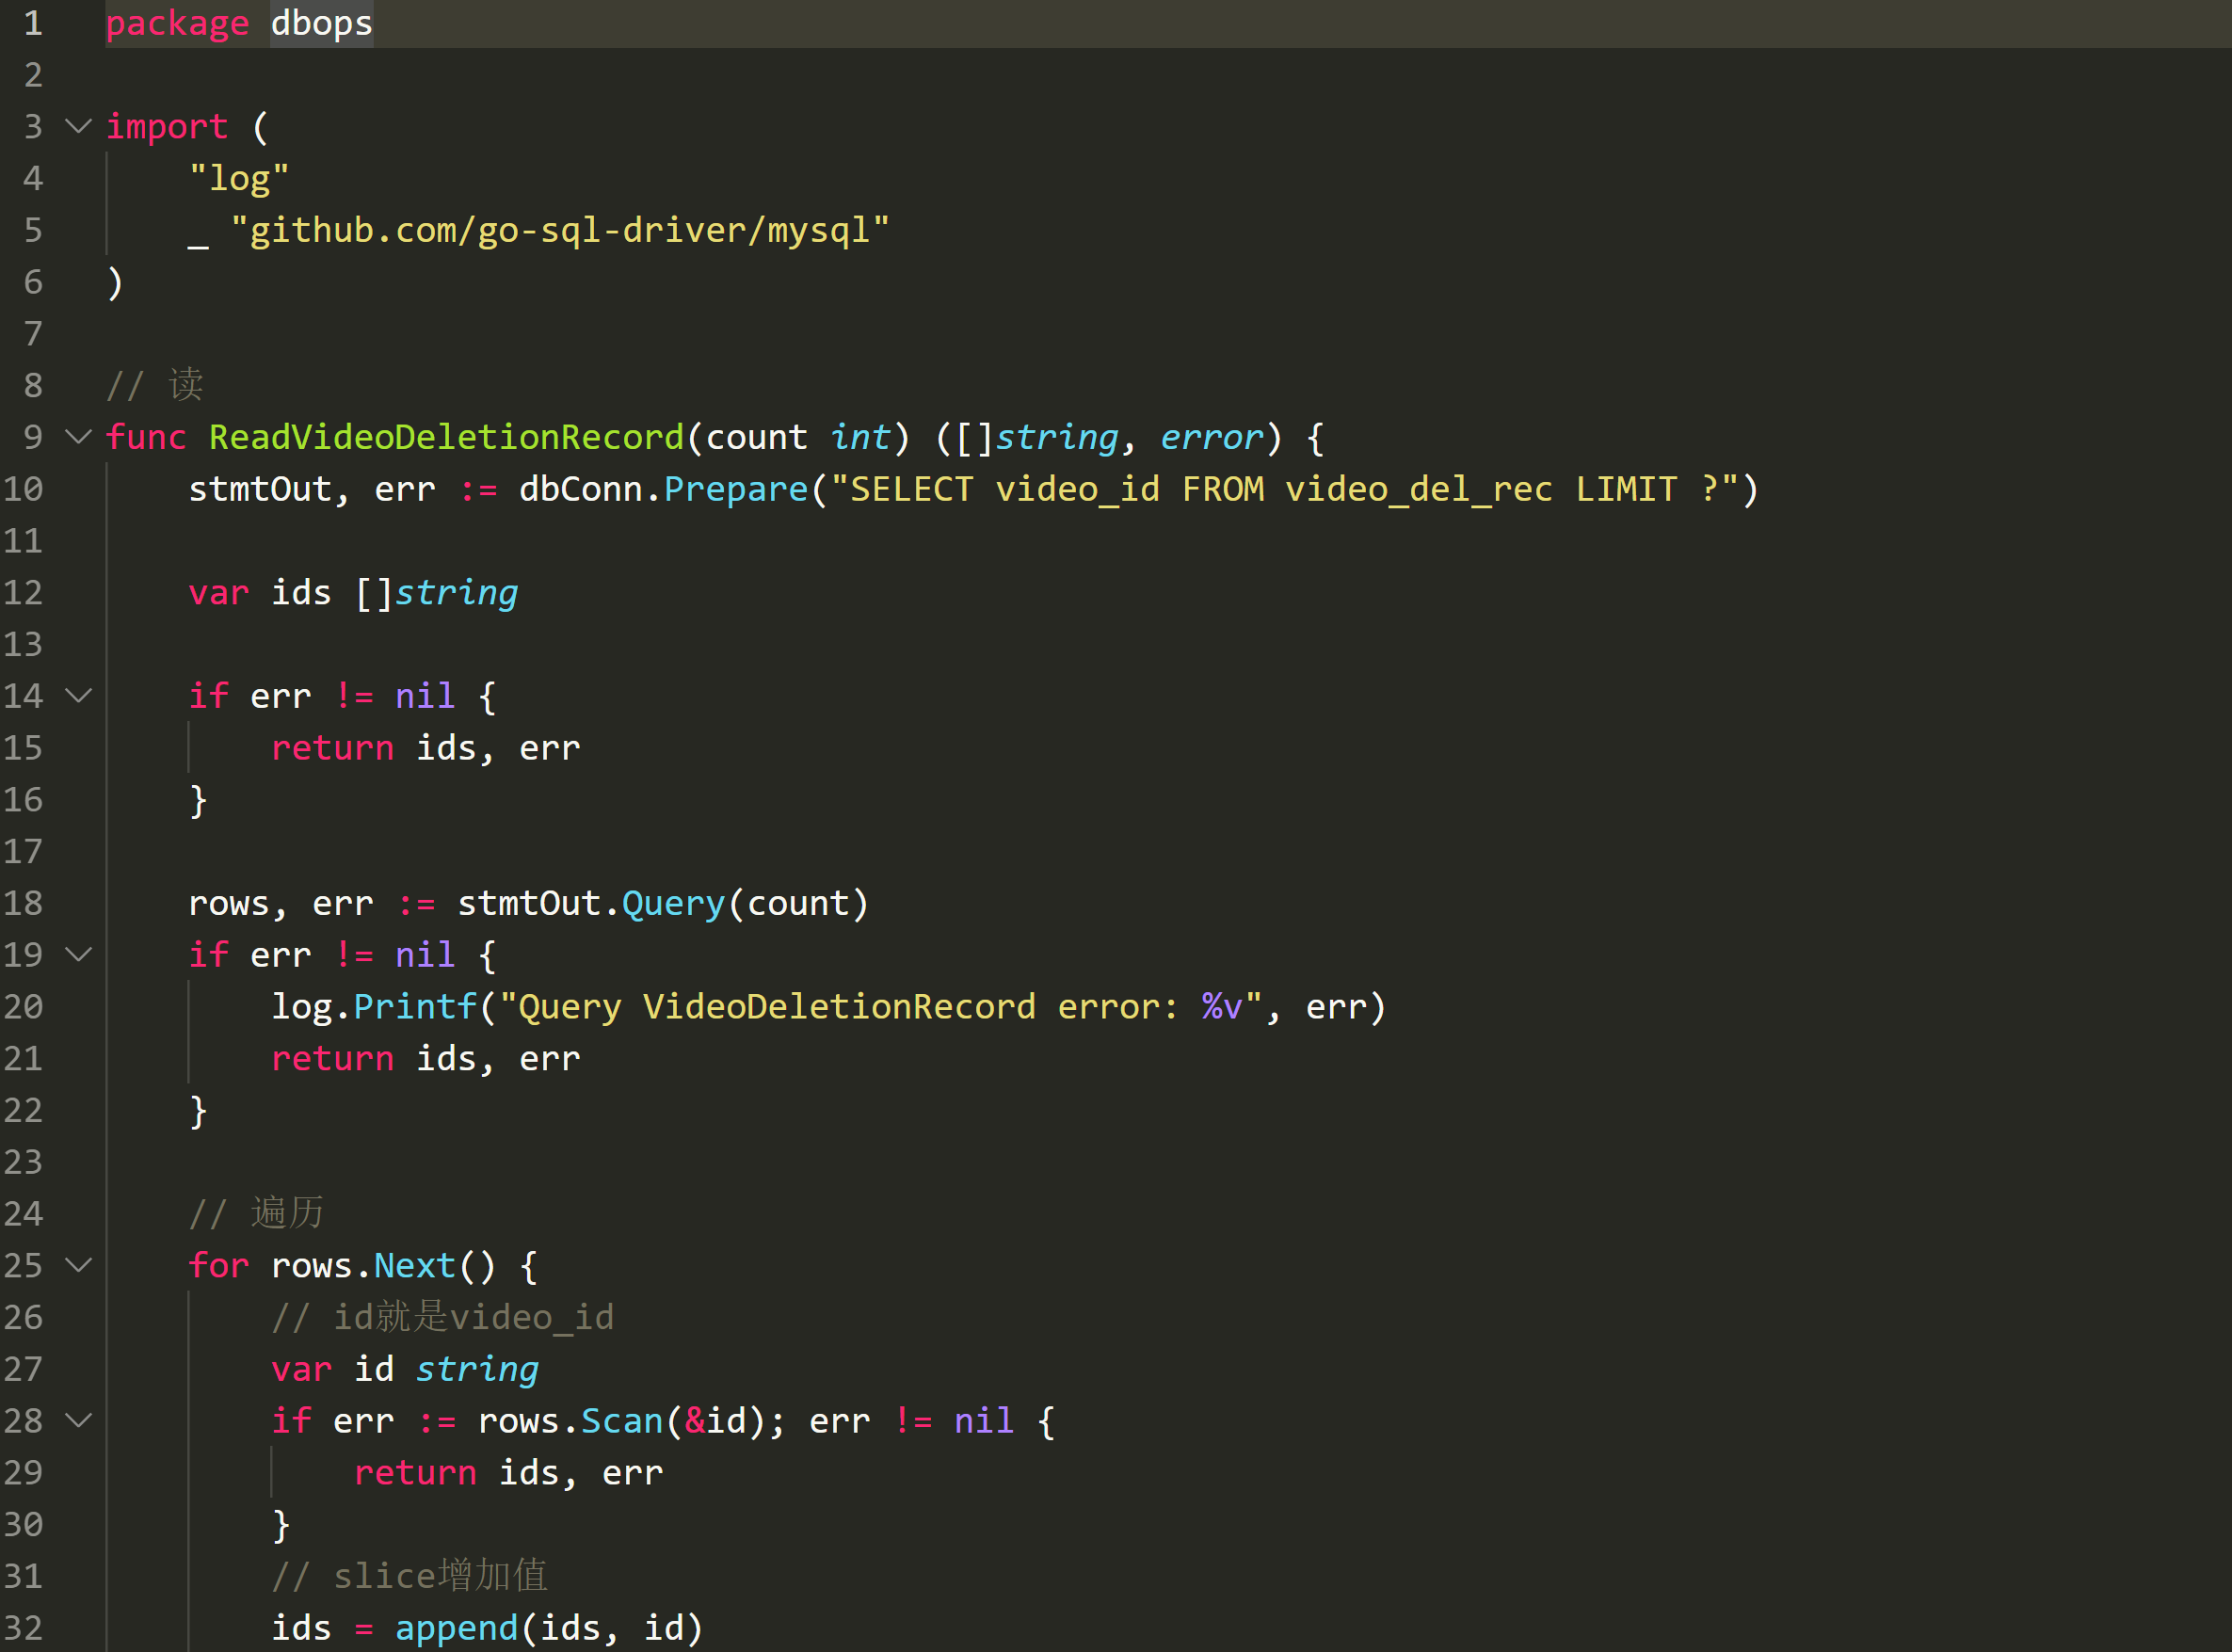 1 package dbops
2
3 import (
4     "log"
5     _ "github.com/go-sql-driver/mysql"
6 )
7
8 // 读
9 func ReadVideoDeletionRecord(count int) ([]string, error) {
10     stmtOut, err := dbConn.Prepare("SELECT video_id FROM video_del_rec LIMIT ?")
11
12     var ids []string
13
14     if err != nil {
15         return ids, err
16     }
17
18     rows, err := stmtOut.Query(count)
19     if err != nil {
20         log.Printf("Query VideoDeletionRecord error: %v", err)
21         return ids, err
22     }
23
24     // 遍历
25     for rows.Next() {
26         // id就是video_id
27         var id string
28         if err := rows.Scan(&id); err != nil {
29             return ids, err
30         }
31         // slice增加值
32         ids = append(ids, id)